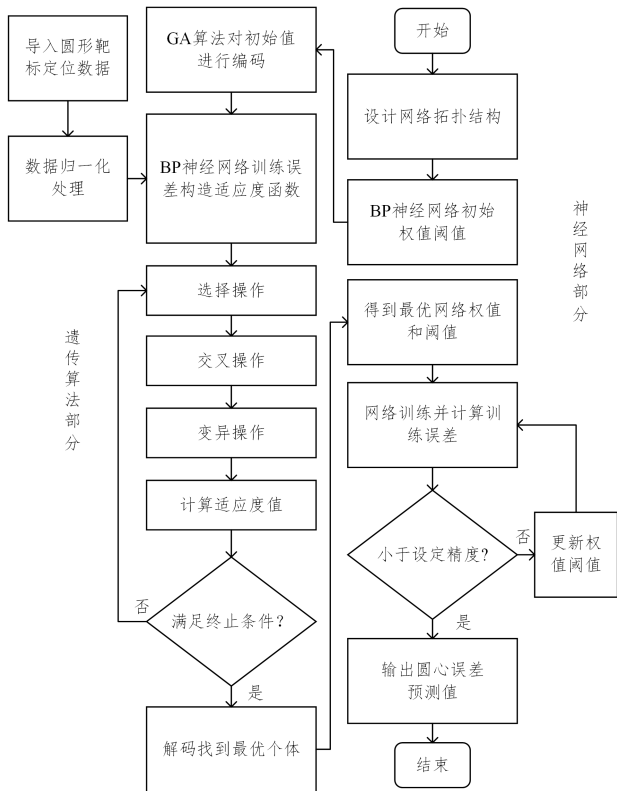 导入圆形靶
标定位数据
数据归一化
处理
GA算法对初始值
进行编码
BP神经网络训练误
差构造适应度函数
选择操作
交叉操作
变异操作
计算适应度值
满足终止条件？
否
是
解码找到最优个体
遗传算法部分
开始
设计网络拓扑结构
BP神经网络初始
权值阈值
得到最优网络权值
和阈值
网络训练并计算训
练误差
小于设定精度？
否
更新权
值阈值
是
输出圆心误差
预测值
结束
神经网络部分